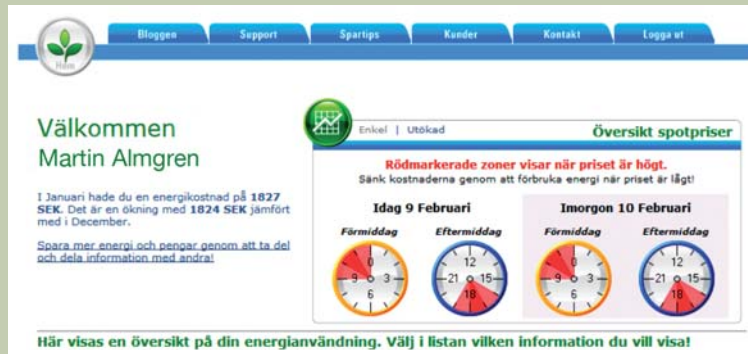 Bloggen Support Spartips Kunder Kontakt Logga ut
Hem
Välkommen
Martin Almgren
I Januari hade du en energikostnad på 1827
SEK. Det är en ökning med 1824 SEK jämfört
med i December.
Spara mer energi och pengar genom att ta del
och dela information med andra!
Enkel | Utökad Översikt spotpriser
Rödmarkerade zoner visar när priset är högt.
Sänk kostnaderna genom att förbruka energi när priset är lågt!
Idag 9 Februari Imorgon 10 Februari
Förmiddag Eftermiddag Förmiddag Eftermiddag
0 12 0 12
9 3 21 15 9 3 21 15
6 18 6 18
Här visas en översikt på din energianvändning. Välj i listan vilken information du vill visa!